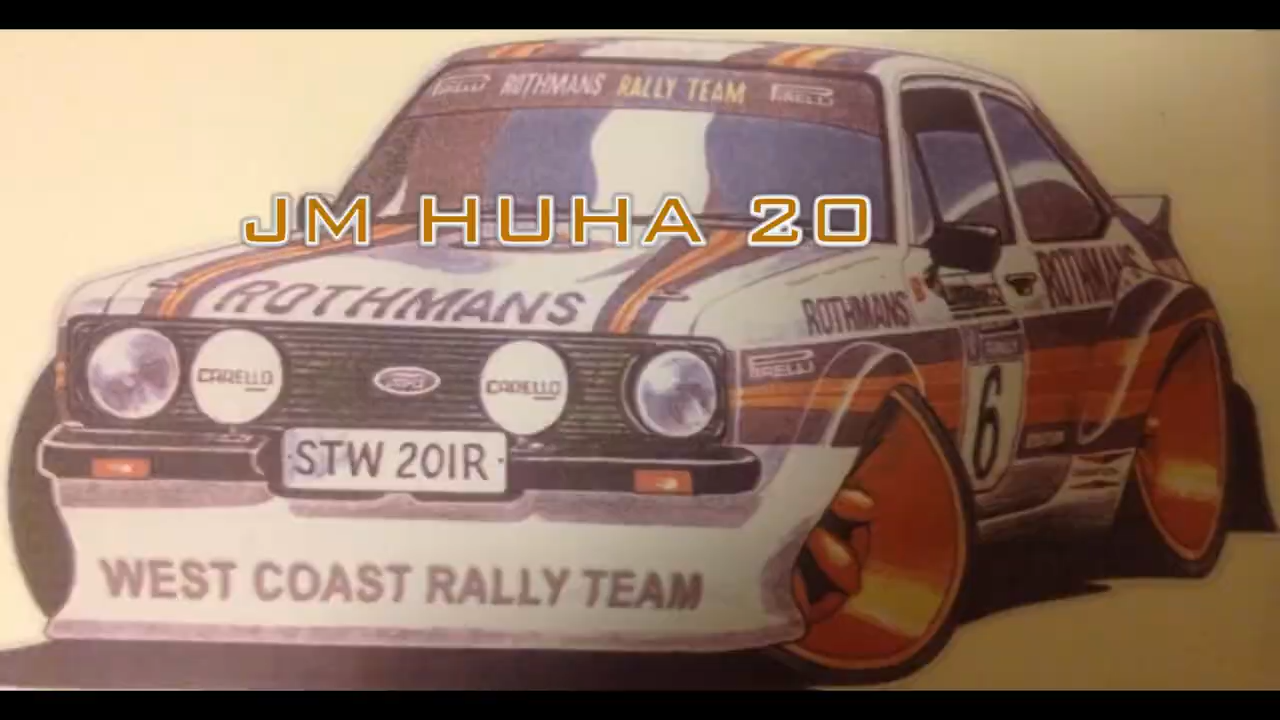 PIRELLI ROTHMANS RALLY TEAM PIRELLI
JM HUHA 20
ROTHMANS
ROTHMANS
ROTHMANS
PIRELLI
CARELLO
Ford
CARELLO
6
STW 201R
WEST COAST RALLY TEAM